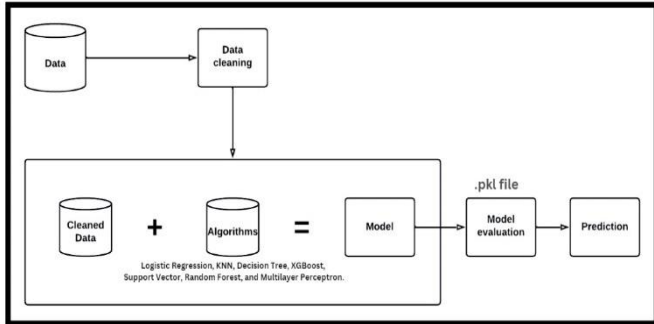 Data
Data
cleaning
.pkl file
Cleaned
Data
+
Algorithms
=
Model
Model
evaluation
Prediction
Logistic Regression, KNN, Decision Tree, XGBoost,
Support Vector, Random Forest, and Multilayer Perceptron.